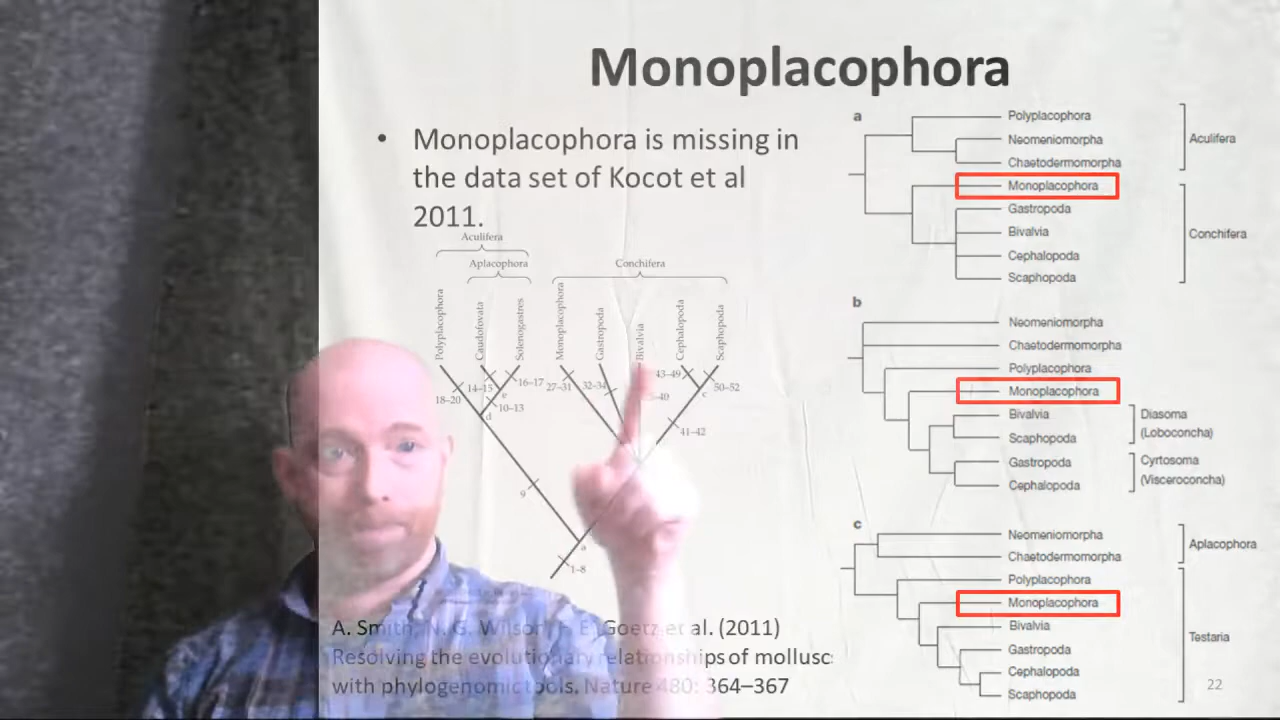 Monoplacophora
• Monoplacophora is missing in
the data set of Kocot et al
2011.
Aculifera
Aplacophora
Conchifera
Polyplacophora
Caudofovata
Solenogastres
Monoplacophora
Gastropoda
Bivalvia
Cephalopoda
Scaphopoda
18–20
14–15
16–17
e
10–13
d
27–31
32–34
–40
43–49
c
50–52
41–42
9
a
1–8
A. Smith, N. G. Wilson, F. E. Goetz et al. (2011)
Resolving the evolutionary relationships of mollusc
with phylogenomic tools. Nature 480: 364–367
a
Polyplacophora
Neomeniomorpha
Chaetodermomorpha
Monoplacophora
Gastropoda
Bivalvia
Cephalopoda
Scaphopoda
Aculifera
Conchifera
b
Neomeniomorpha
Chaetodermomorpha
Polyplacophora
Monoplacophora
Bivalvia
Scaphopoda
Gastropoda
Cephalopoda
Diasoma
(Loboconcha)
Cyrtosoma
(Visceroconcha)
c
Neomeniomorpha
Chaetodermomorpha
Polyplacophora
Monoplacophora
Bivalvia
Gastropoda
Cephalopoda
Scaphopoda
Aplacophora
Testaria
22